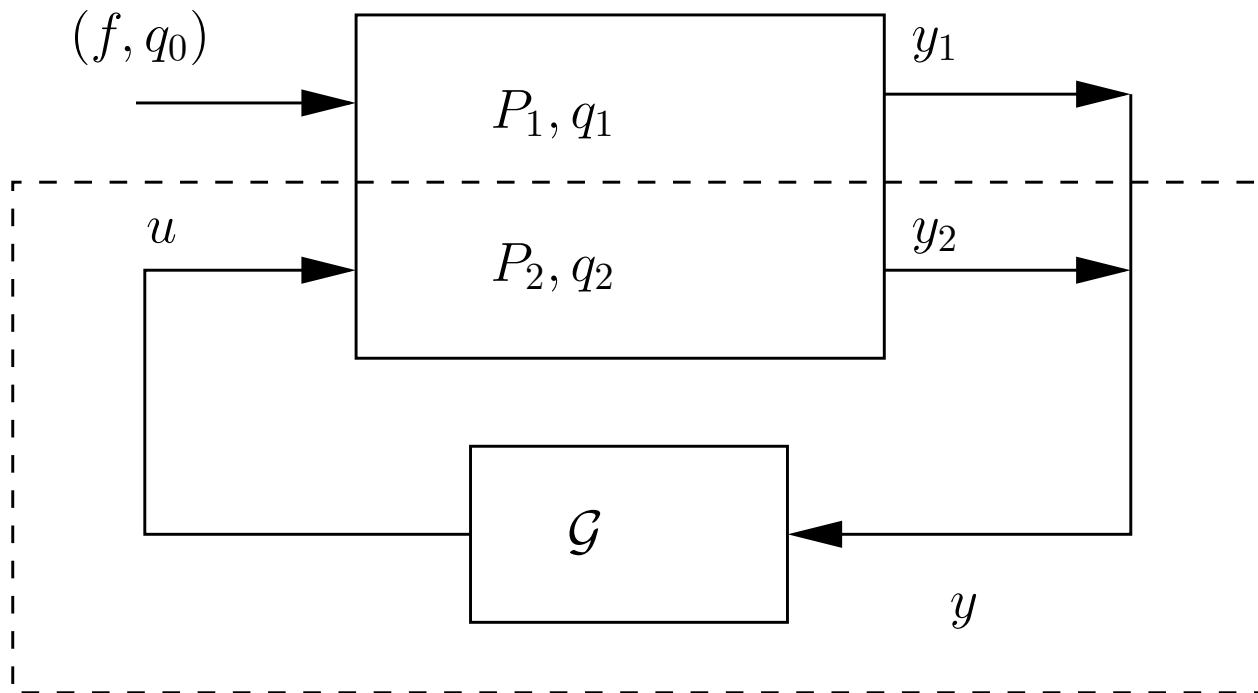 (f, q₀)
y₁
P₁, q₁
u
y₂
P₂, q₂
𝒢
y